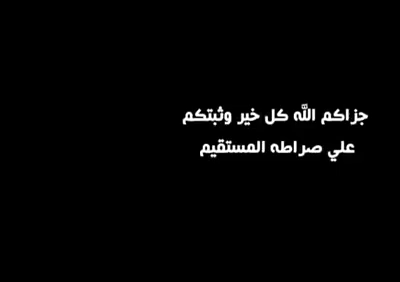 جزاكم الله كل خير وثبتكم
علي صراطه المستقيم